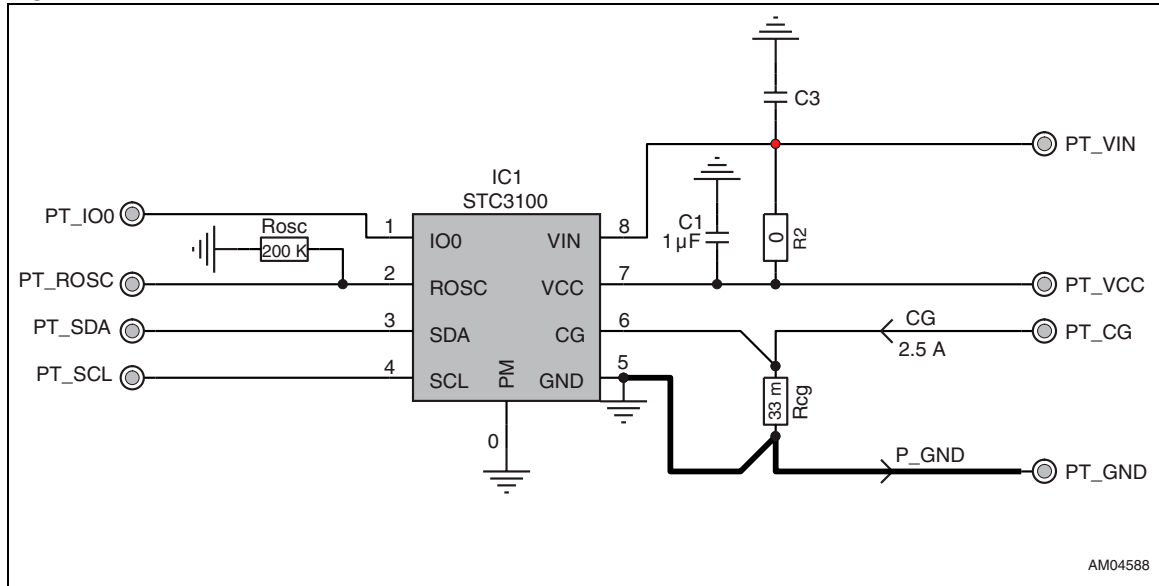 C3
PT_VIN
IC1
STC3100
PT_IO0
1
IO0
VIN
8
C1
1 µF
0
R2
Rosc
200 K
PT_ROSC
2
ROSC
VCC
7
PT_VCC
PT_SDA
3
SDA
CG
6
CG
2.5 A
PT_CG
PT_SCL
4
SCL
PM
GND
5
33 m
Rcg
0
P_GND
PT_GND
AM04588